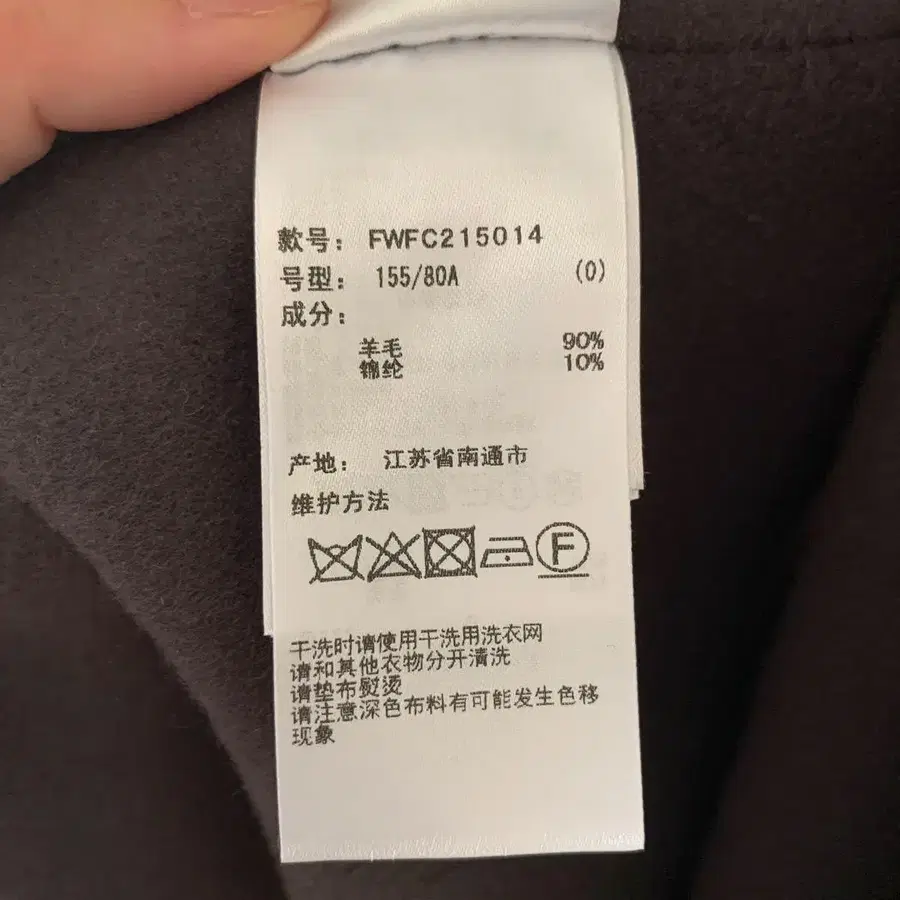 款号： FWFC215014
号型： 155/80A (0)
成分：
羊毛 90%
锦纶 10%
产地： 江苏省南通市
维护方法
F
干洗时请使用干洗用洗衣网
请和其他衣物分开清洗
请垫布熨烫
请注意深色布料有可能发生色移
现象